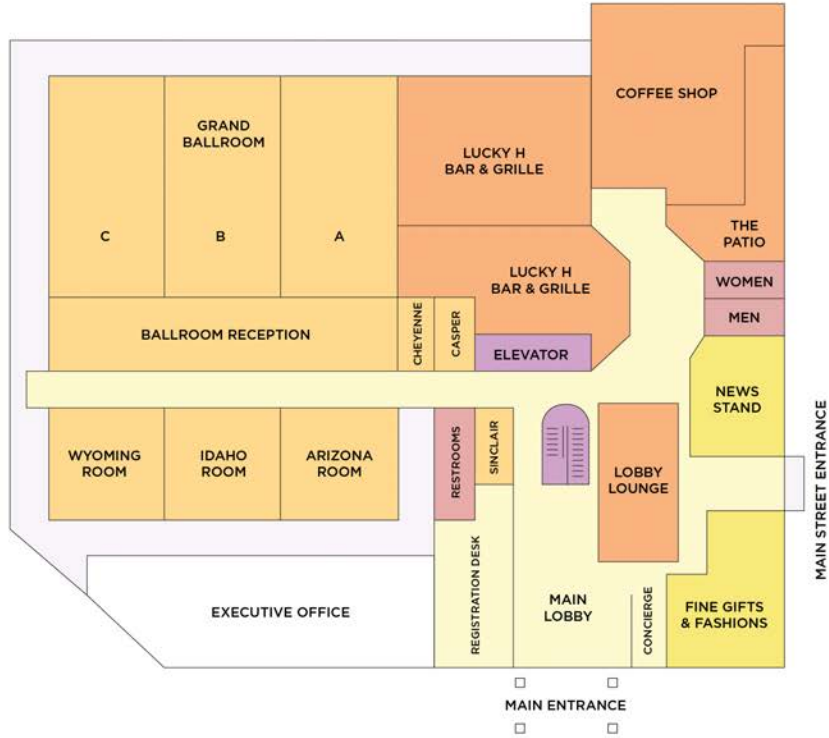 COFFEE SHOP
GRAND
BALLROOM
LUCKY H
BAR & GRILLE
C
B
A
THE
PATIO
LUCKY H
BAR & GRILLE
WOMEN
MEN
BALLROOM RECEPTION
CHEYENNE
CASPER
ELEVATOR
NEWS
STAND
WYOMING
ROOM
IDAHO
ROOM
ARIZONA
ROOM
RESTROOMS
SINCLAIR
LOBBY
LOUNGE
MAIN STREET ENTRANCE
EXECUTIVE OFFICE
REGISTRATION DESK
MAIN
LOBBY
CONCIERGE
FINE GIFTS
& FASHIONS
MAIN ENTRANCE